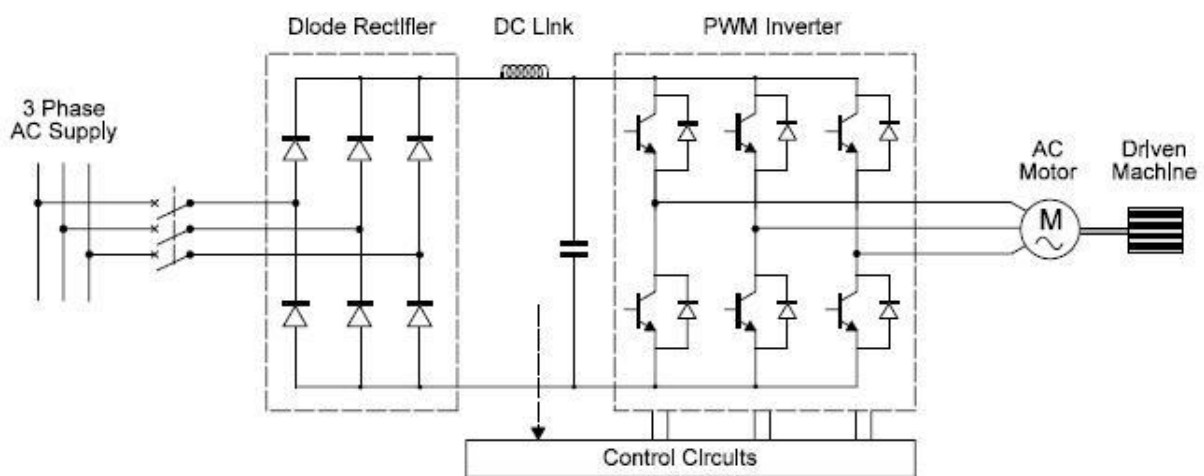 Diode Rectifier
DC Link
PWM Inverter
3 Phase
AC Supply
AC
Motor
Driven
Machine
M
Control Circuits